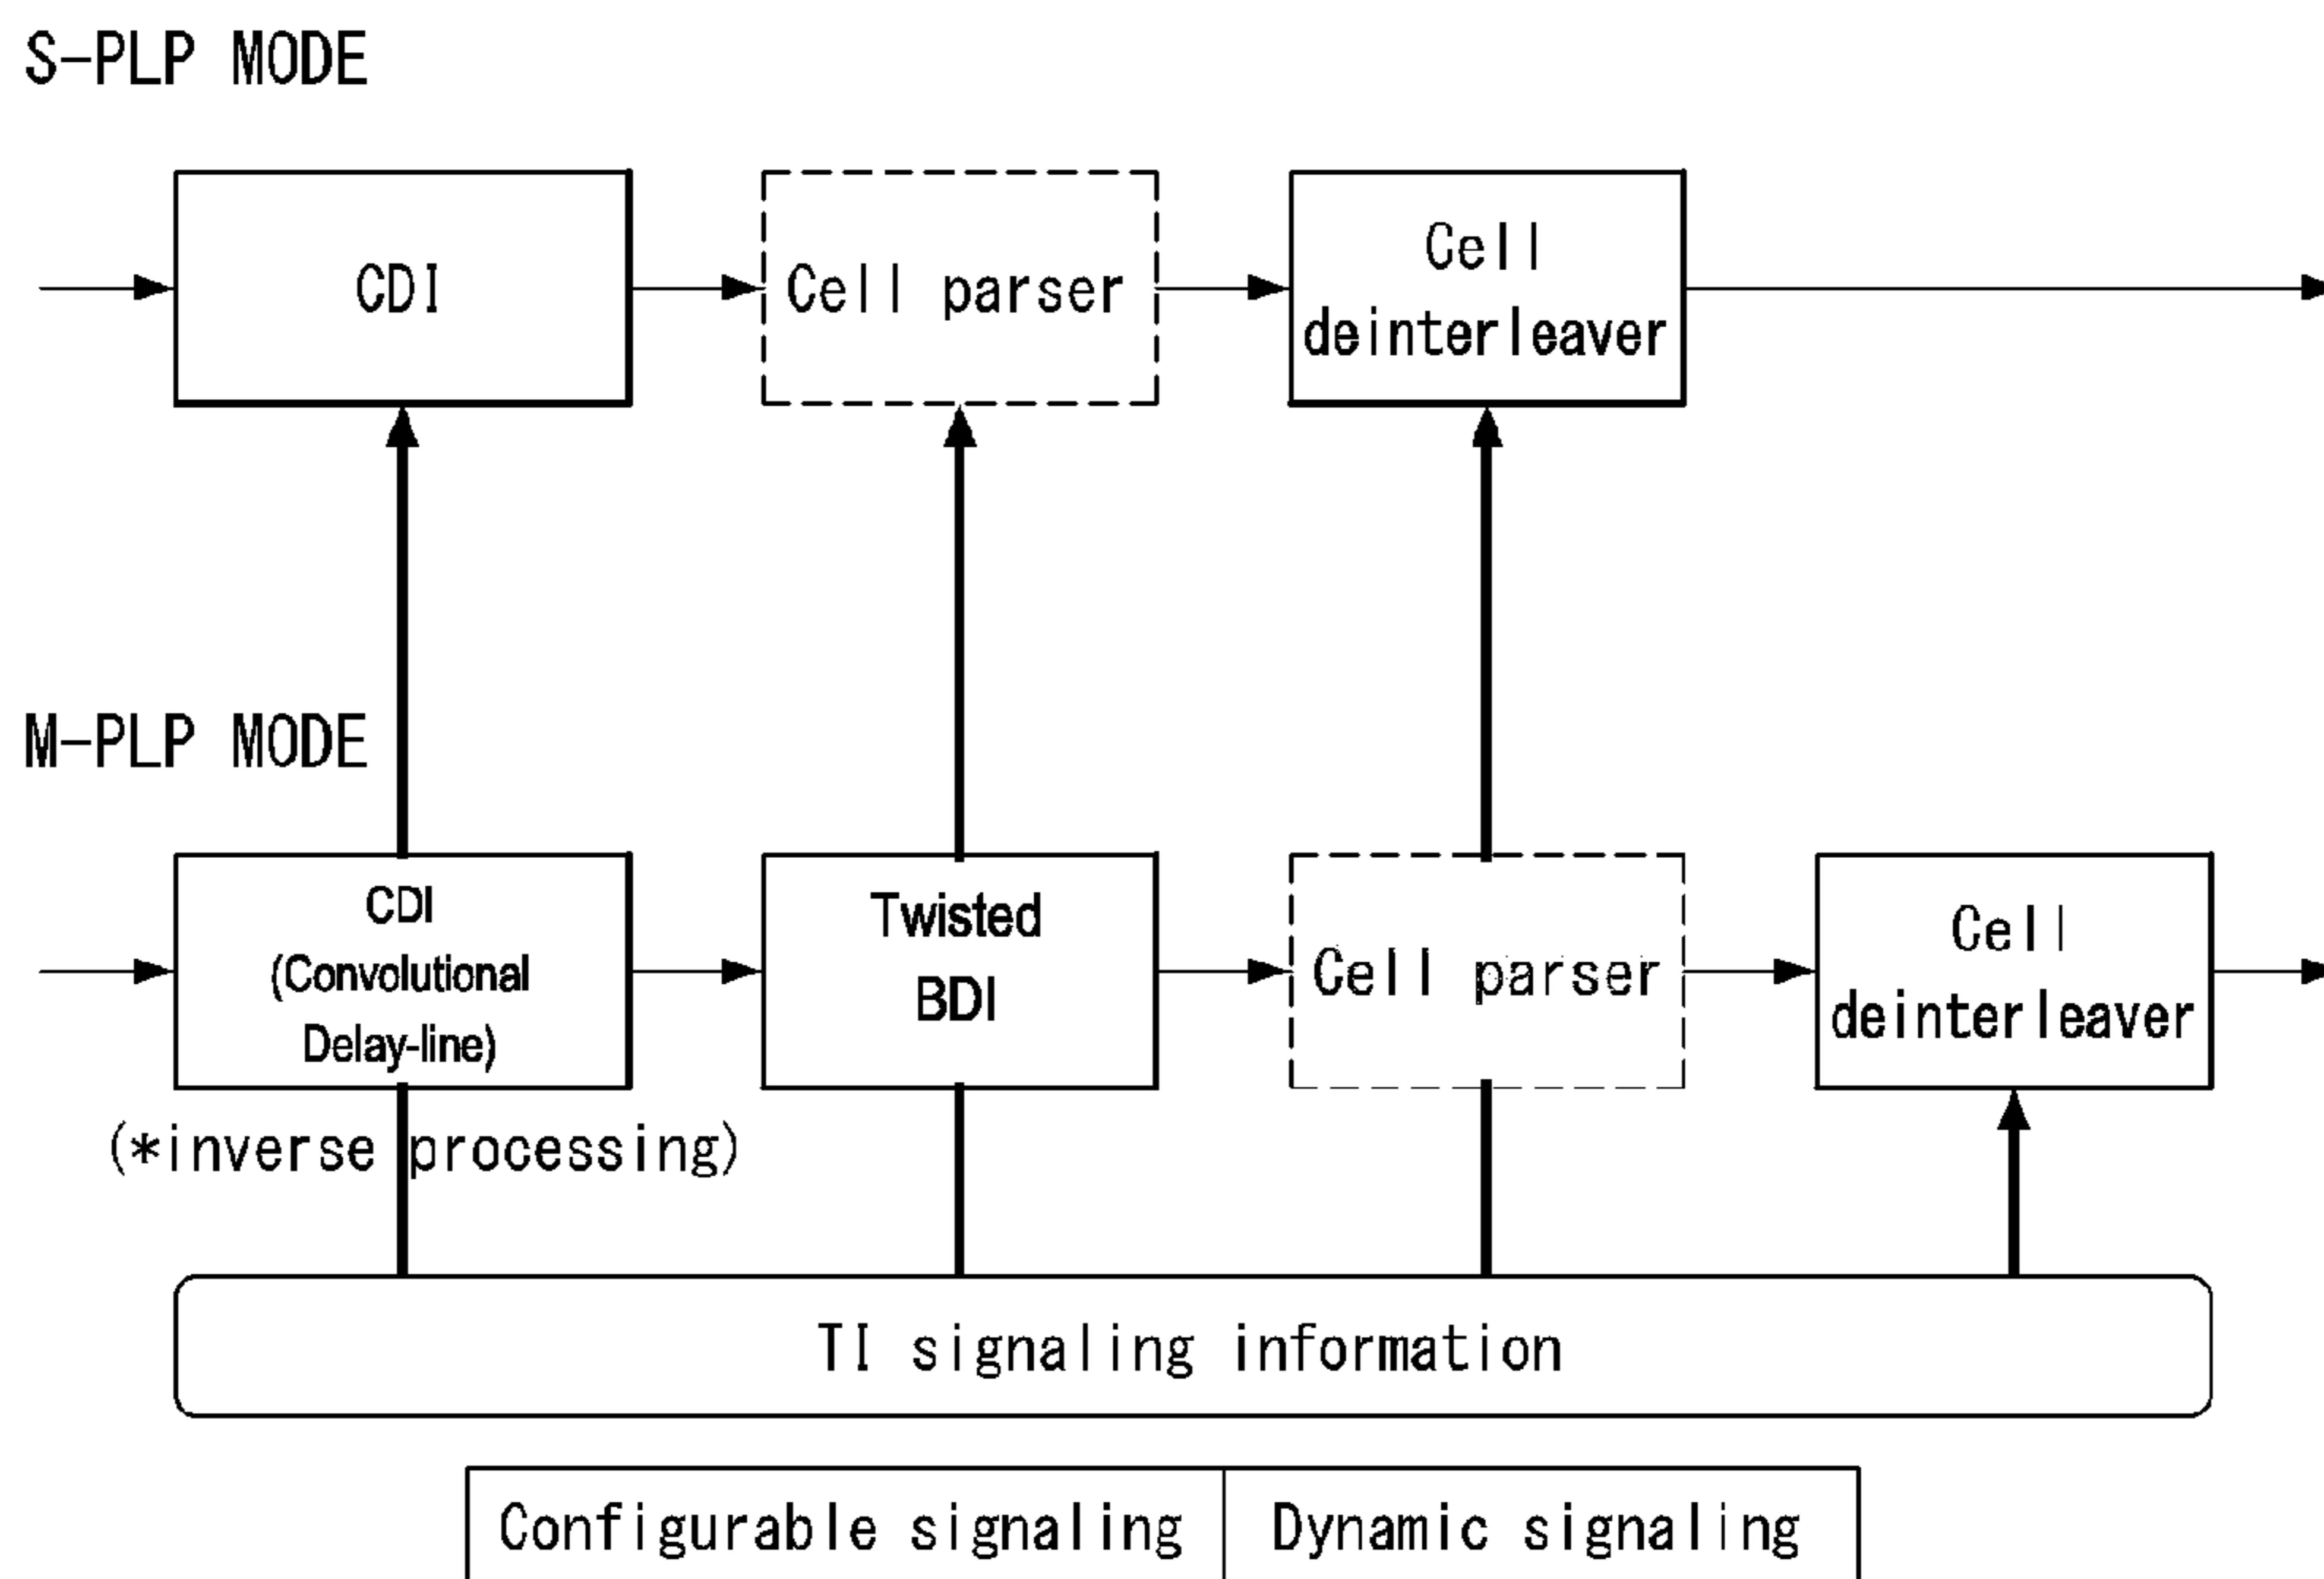 S-PLP MODE
CDI
Cell parser
Cell
deinterleaver
M-PLP MODE
CDI
(Convolutional
Delay-line)
Twisted
BDI
Cell parser
Cell
deinterleaver
(*inverse processing)
TI signaling information
Configurable signaling
Dynamic signaling